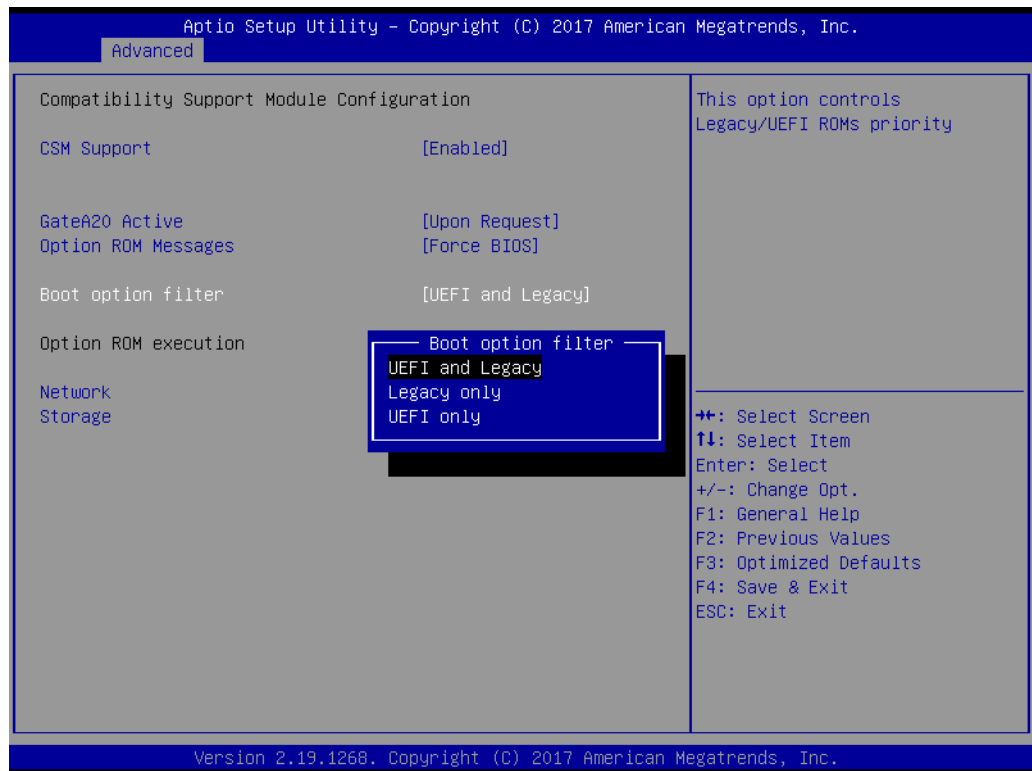 Aptio Setup Utility – Copyright (C) 2017 American Megatrends, Inc.
Advanced
Compatibility Support Module Configuration
CSM Support [Enabled]
GateA20 Active [Upon Request]
Option ROM Messages [Force BIOS]
Boot option filter [UEFI and Legacy]
Option ROM execution
Network
Storage
Boot option filter
UEFI and Legacy
Legacy only
UEFI only
This option controls
Legacy/UEFI ROMs priority
→←: Select Screen
↑↓: Select Item
Enter: Select
+/-: Change Opt.
F1: General Help
F2: Previous Values
F3: Optimized Defaults
F4: Save & Exit
ESC: Exit
Version 2.19.1268. Copyright (C) 2017 American Megatrends, Inc.